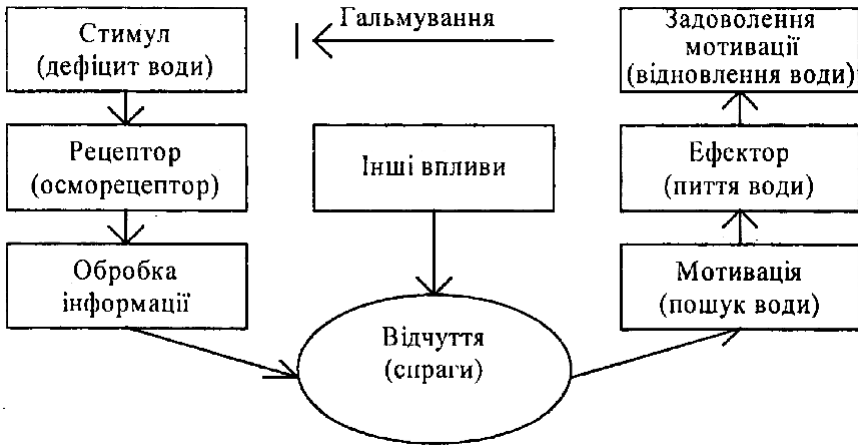 Стимул
(дефіцит води)
Гальмування
Задоволення
мотивації
(відновлення води)
Рецептор
(осморецептор)
Інші впливи
Ефектор
(пиття води)
Обробка
інформації
Мотивація
(пошук води)
Відчуття
(спраги)